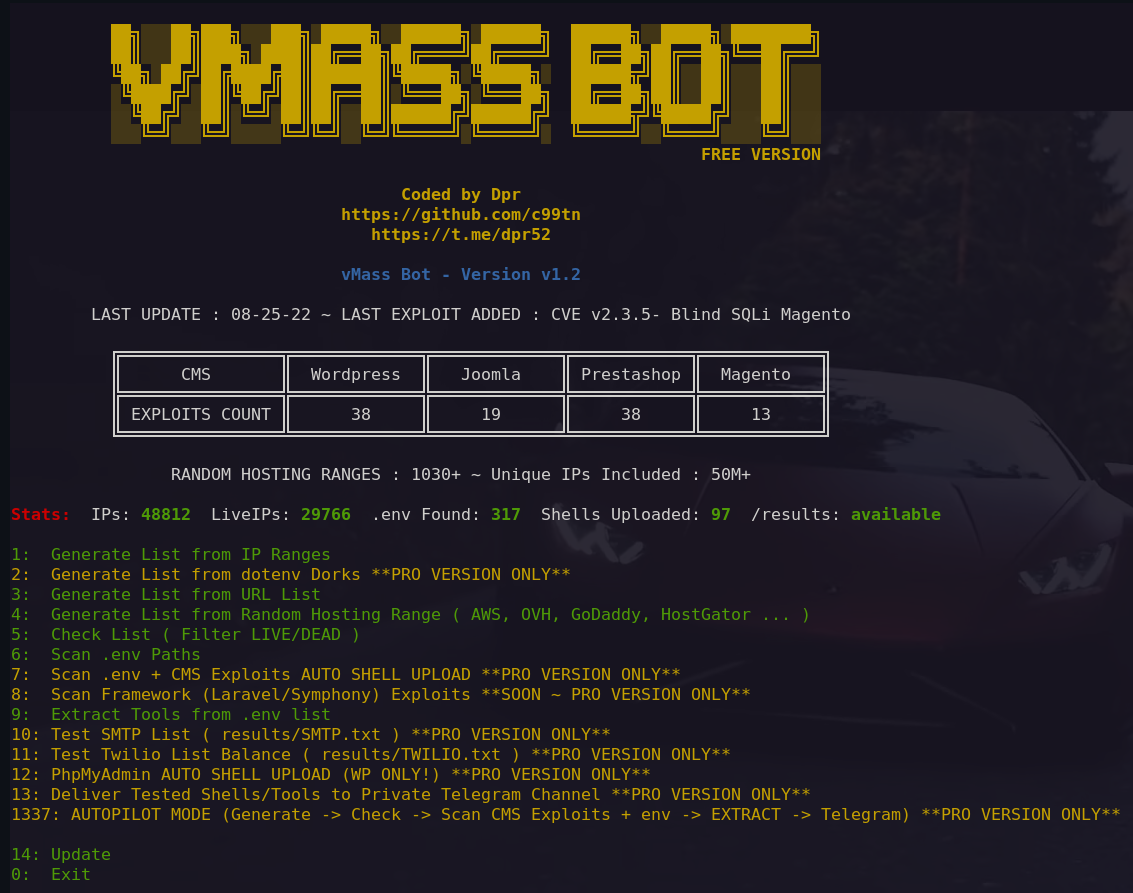 VMASS BOT
FREE VERSION
Coded by Dpr
https://github.com/c99tn
https://t.me/dpr52
vMass Bot - Version v1.2
LAST UPDATE : 08-25-22 ~ LAST EXPLOIT ADDED : CVE v2.3.5- Blind SQLi Magento
CMS Wordpress Joomla Prestashop Magento
EXPLOITS COUNT 38 19 38 13
RANDOM HOSTING RANGES : 1030+ ~ Unique IPs Included : 50M+
Stats: IPs: 48812 LiveIPs: 29766 .env Found: 317 Shells Uploaded: 97 /results: available
1: Generate List from IP Ranges
2: Generate List from dotenv Dorks **PRO VERSION ONLY**
3: Generate List from URL List
4: Generate List from Random Hosting Range ( AWS, OVH, GoDaddy, HostGator ... )
5: Check List ( Filter LIVE/DEAD )
6: Scan .env Paths
7: Scan .env + CMS Exploits AUTO SHELL UPLOAD **PRO VERSION ONLY**
8: Scan Framework (Laravel/Symphony) Exploits **SOON ~ PRO VERSION ONLY**
9: Extract Tools from .env list
10: Test SMTP List ( results/SMTP.txt ) **PRO VERSION ONLY**
11: Test Twilio List Balance ( results/TWILIO.txt ) **PRO VERSION ONLY**
12: PhpMyAdmin AUTO SHELL UPLOAD (WP ONLY!) **PRO VERSION ONLY**
13: Deliver Tested Shells/Tools to Private Telegram Channel **PRO VERSION ONLY**
1337: AUTOPILOT MODE (Generate -> Check -> Scan CMS Exploits + env -> EXTRACT -> Telegram) **PRO VERSION ONLY**
14: Update
0: Exit